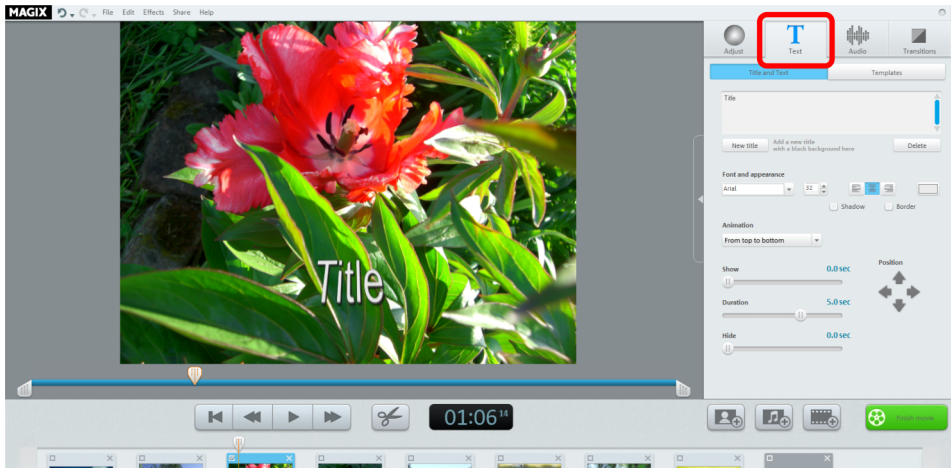 MAGIX File Edit Effects Share Help
Adjust Text Audio Transitions
Title and Text Templates
Title
New title Add a new title
with a black background here Delete
Font and appearance
Arial 32
Shadow Border
Animation
From top to bottom
Show 0.0 sec Position
Duration 5.0 sec
Hide 0.0 sec
Title
01:06 14
Finish movie